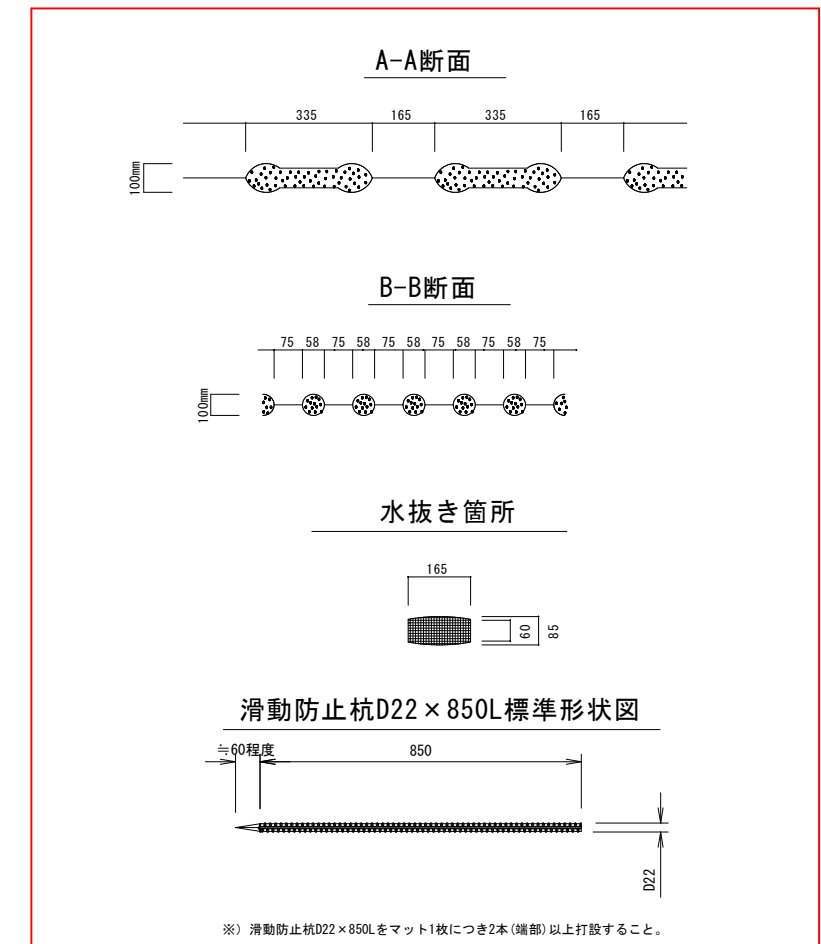 A-A断面
335 165 335 165
100mm
B-B断面
75 58 75 58 75 58 75 58 75 58 75
100mm
水抜き箇所
165
60
85
滑動防止杭D22×850L標準形状図
≒60程度 850
D22
※) 滑動防止杭D22×850Lをマット1枚につき2本(端部)以上打設すること。